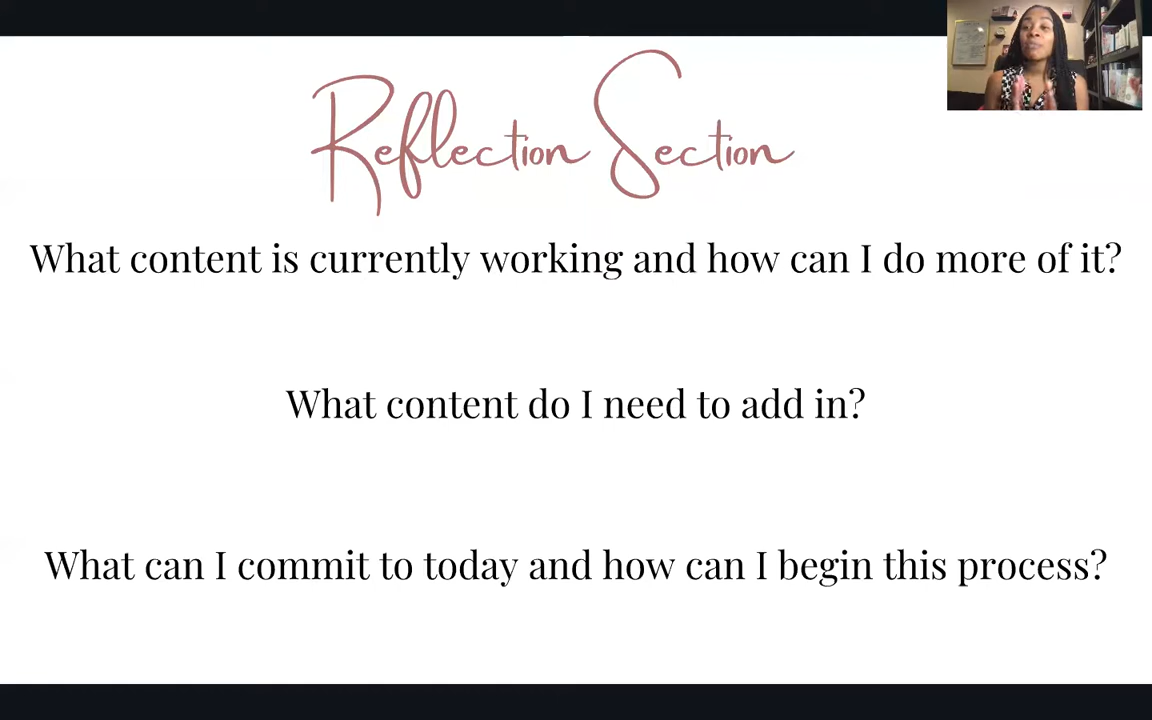 Reflection Section
What content is currently working and how can I do more of it?
What content do I need to add in?
What can I commit to today and how can I begin this process?